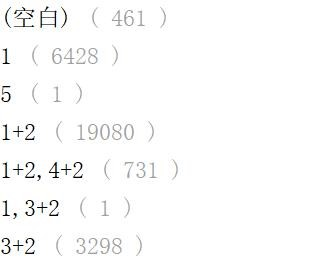 (空白) ( 461 )
1 ( 6428 )
5 ( 1 )
1+2 ( 19080 )
1+2,4+2 ( 731 )
1,3+2 ( 1 )
3+2 ( 3298 )